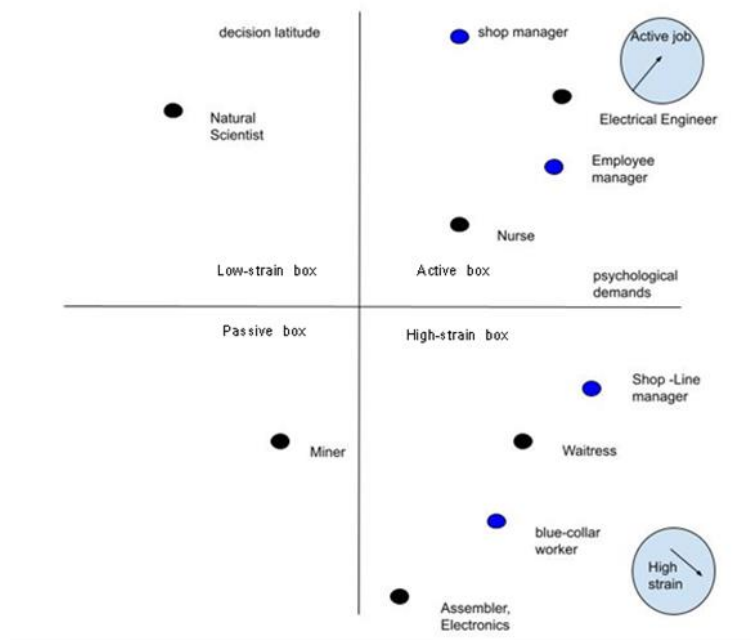 decision latitude
shop manager
Active job
Natural
Scientist
Electrical Engineer
Employee
manager
Nurse
Low-strain box
Active box
psychological
demands
Passive box
High-strain box
Shop -Line
manager
Miner
Waitress
blue-collar
worker
High
strain
Assembler,
Electronics